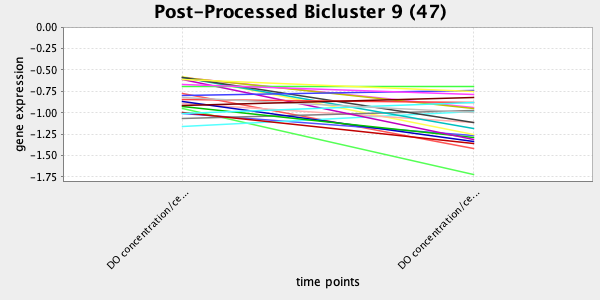 Post-Processed Bicluster 9 (47)
gene expression
0.00
-0.25
-0.50
-0.75
-1.00
-1.25
-1.50
-1.75
DO concentration/ce...
DO concentration/ce...
time points